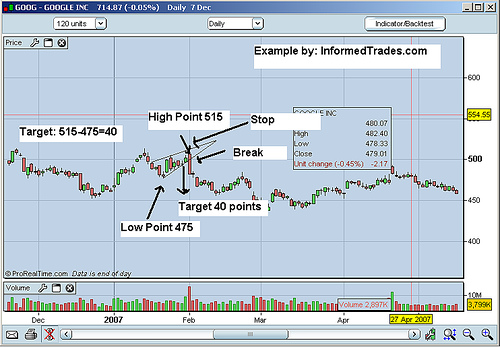 GOOG - GOOGLE INC 714.87 (-0.05%) Daily 7 Dec
120 units
Daily
Indicator/Backtest
Price
Example by: InformedTrades.com
600
554.55
High Point 515
Stop
Target: 515-475=40
GOOGLE INC
480.07
High 482.40
Low 478.33
Close 479.01
Unit change (-0.45%) -2.17
Break
500
Target 40 points
450
Low Point 475
400
© ProRealTime.com Data is end of day
Volume
10M
Volume 2,897K
3,799K
Dec
2007
Feb
Mar
Apr
27 Apr 2007